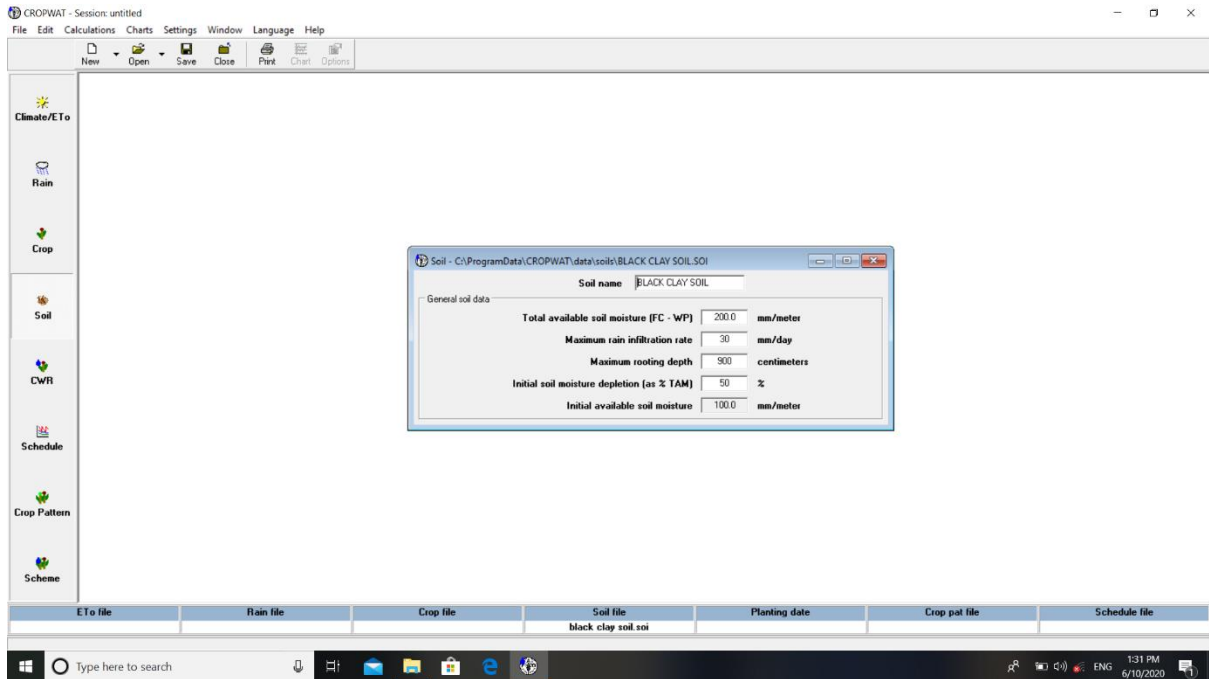 CROPWAT - Session: untitled
File Edit Calculations Charts Settings Window Language Help
New Open Save Close Print Chart Options
Climate/ETo
Rain
Crop
Soil
CWR
Schedule
Crop Pattern
Scheme
Soil - C:\ProgramData\CROPWAT\data\soils\BLACK CLAY SOIL.SOI
Soil name BLACK CLAY SOIL
General soil data
Total available soil moisture (FC - WP) 200.0 mm/meter
Maximum rain infiltration rate 30 mm/day
Maximum rooting depth 900 centimeters
Initial soil moisture depletion (as % TAM) 50 %
Initial available soil moisture 100.0 mm/meter
ETo file Rain file Crop file Soil file Planting date Crop pat file Schedule file
black clay soil.soi
Type here to search ENG 1:31 PM
6/10/2020